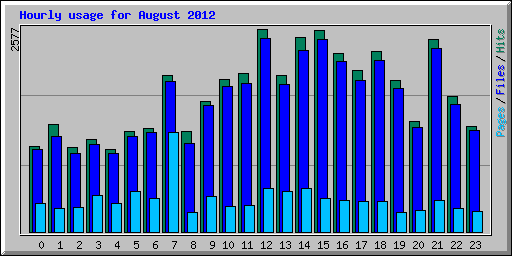 Hourly usage for August 2012
2577
Pages/Files/Hits
0 1 2 3 4 5 6 7 8 9 10 11 12 13 14 15 16 17 18 19 20 21 22 23